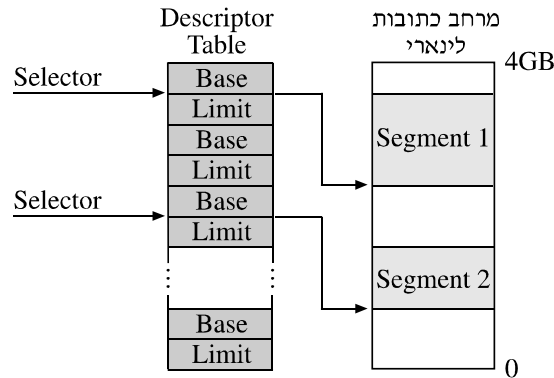 Descriptor
Table
מרחב כתובות
לינארי
4GB
Selector
Base
Limit
Base
Limit
Selector
Base
Limit
Base
Limit
Segment 1
Segment 2
0